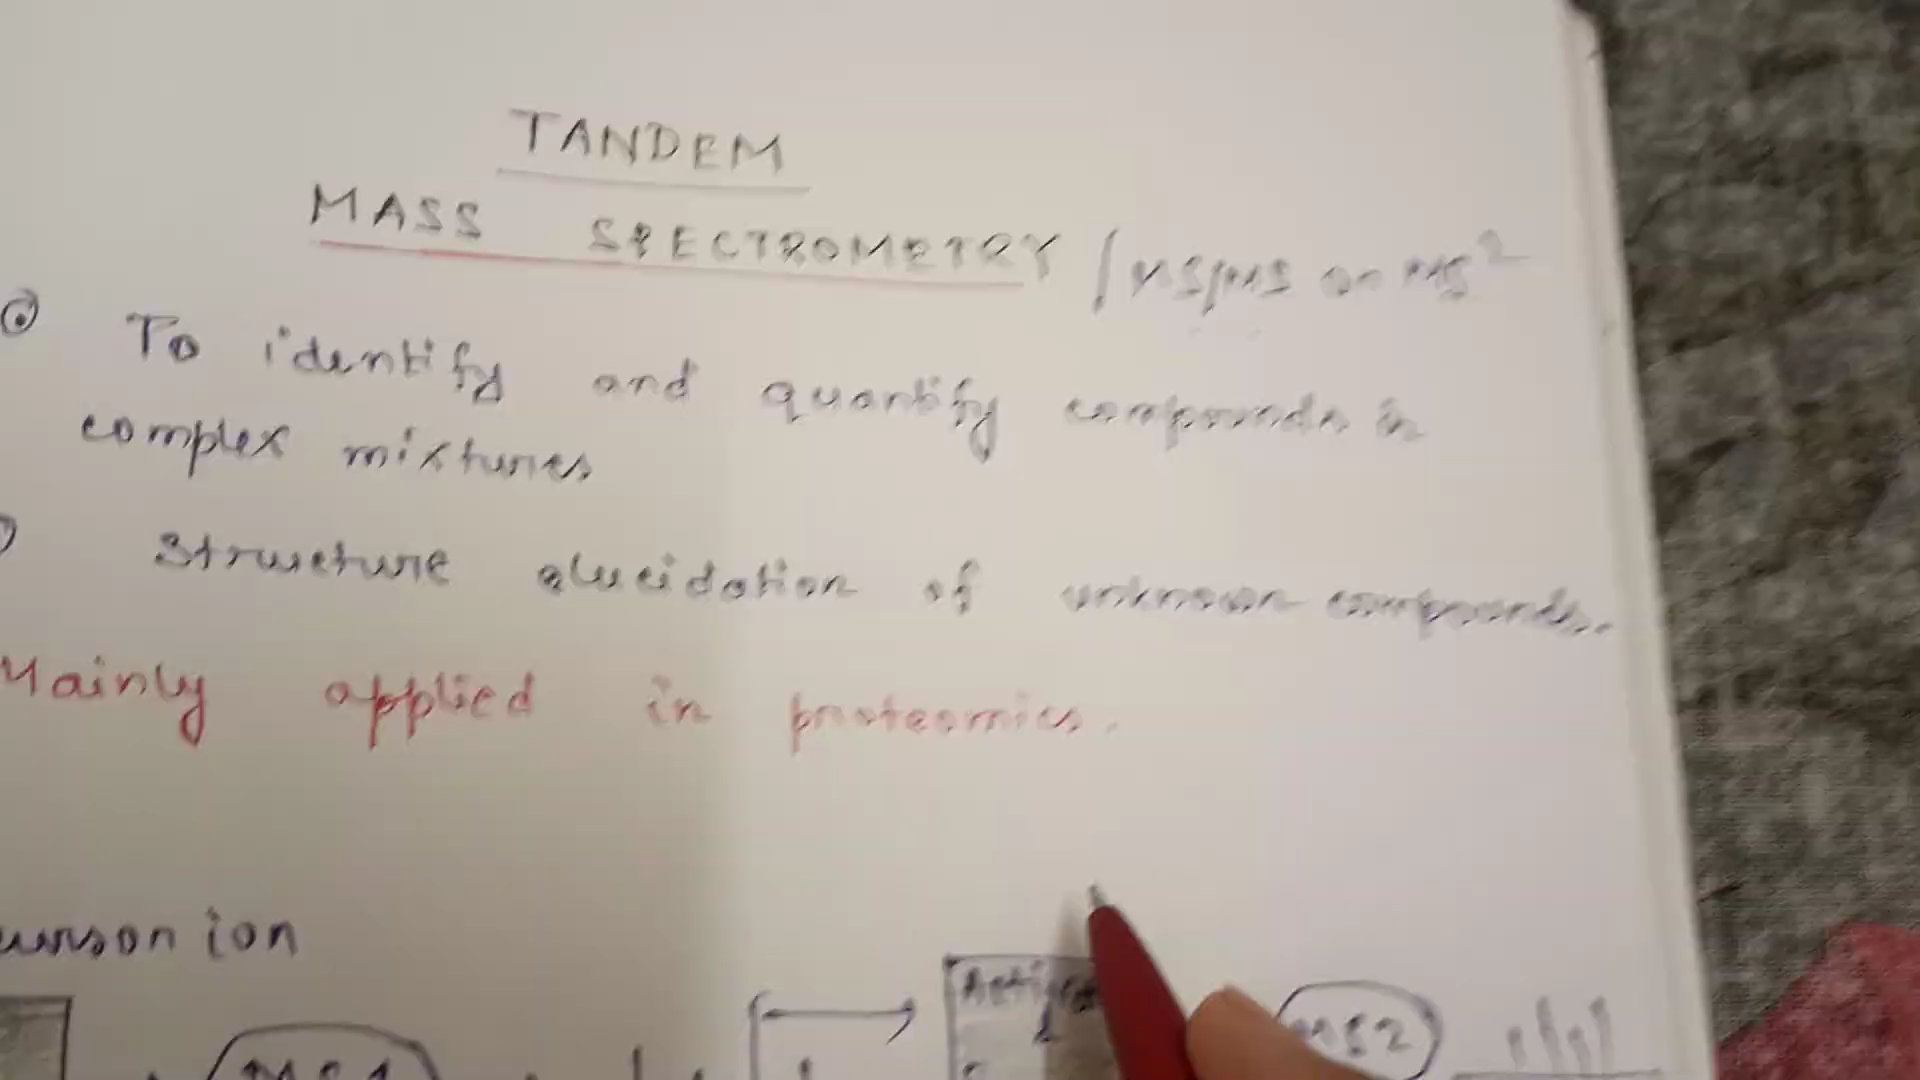 TANDEM
MASS SPECTROMETRY / MS/MS or MS²
To identify and quantify compounds in
complex mixtures
Structure elucidation of unknown compounds.
Mainly applied in proteomics.
ion
MS1
MS2